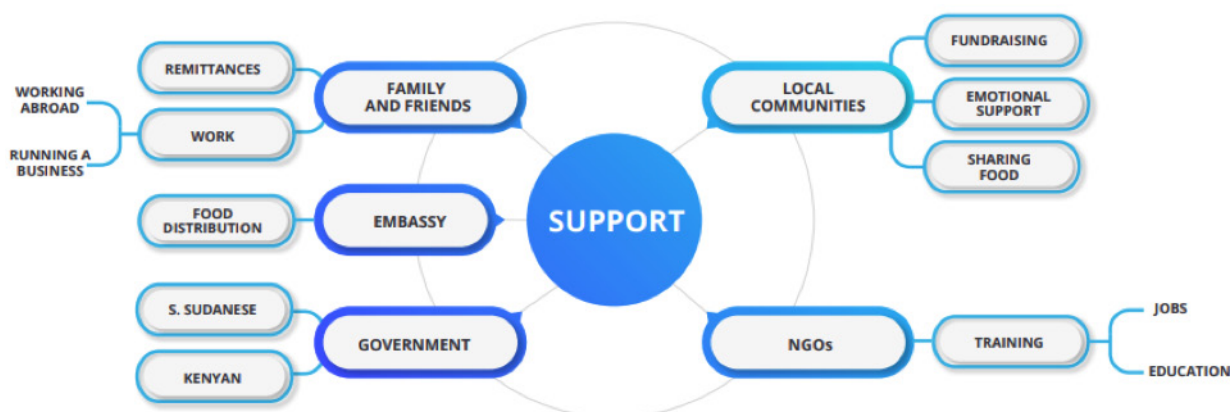 REMITTANCES
WORKING
ABROAD
WORK
RUNNING A
BUSINESS
FAMILY
AND FRIENDS
FOOD
DISTRIBUTION
EMBASSY
S. SUDANESE
KENYAN
GOVERNMENT
SUPPORT
LOCAL
COMMUNITIES
FUNDRAISING
EMOTIONAL
SUPPORT
SHARING
FOOD
NGOs
TRAINING
JOBS
EDUCATION